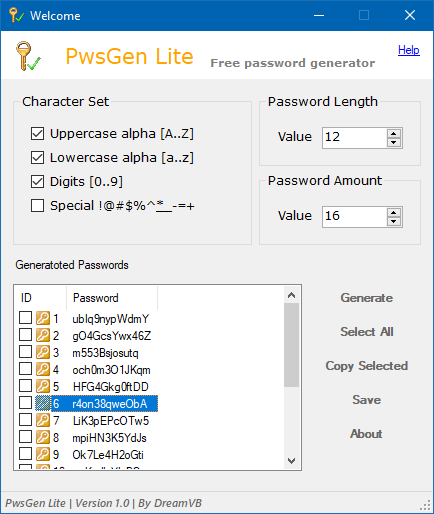 Welcome
PwsGen Lite Free password generator Help
Character Set
Uppercase alpha [A..Z]
Lowercase alpha [a..z]
Digits [0..9]
Special !@#$%^*__-=+
Password Length
Value 12
Password Amount
Value 16
Generatoted Passwords
ID Password
1 ubIq9nypWdmY
2 gO4GcsYwx46Z
3 m553Bsjosutq
4 och0m3O1JKqm
5 HFG4Gkg0ftDD
6 r4on38qweObA
7 LiK3pEPcOTw5
8 mpiHN3K5YdJs
9 Ok7Le4H2oGti
Generate
Select All
Copy Selected
Save
About
PwsGen Lite | Version 1.0 | By DreamVB